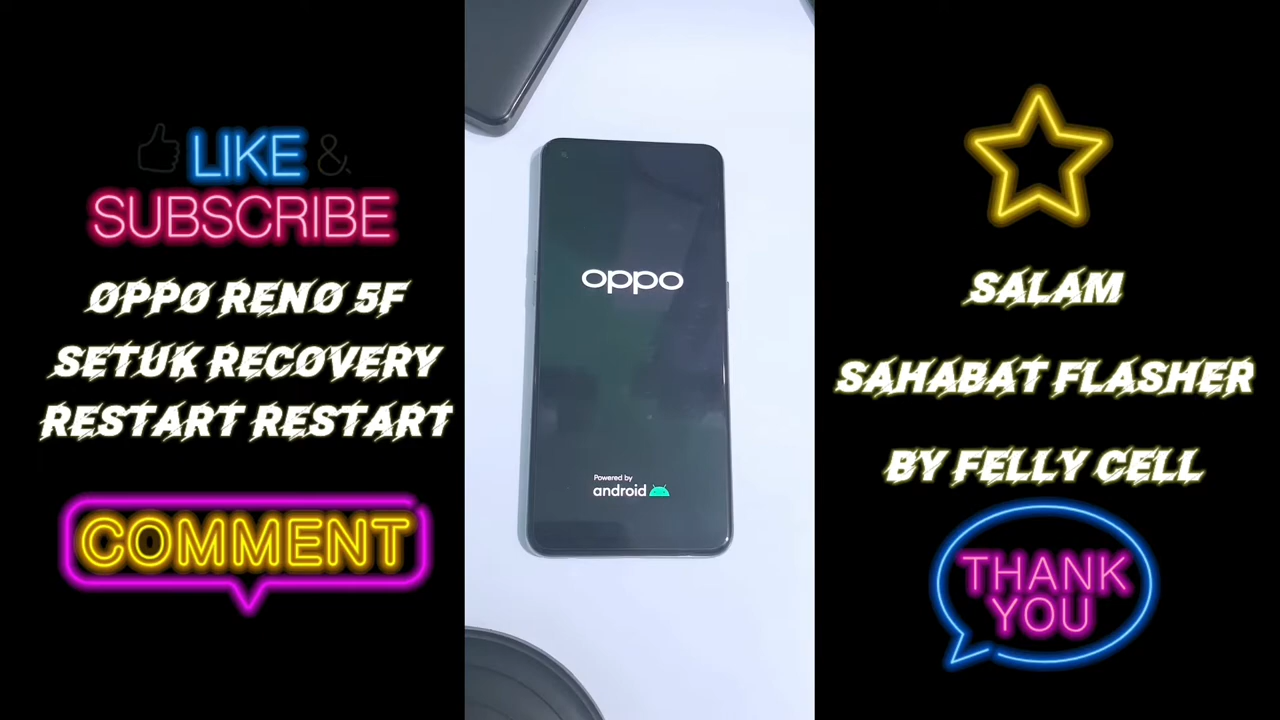 LIKE &
SUBSCRIBE
OPPO RENO 5F
SETUK RECOVERY
RESTART RESTART
COMMENT
oppo
Powered by
android
SALAM
SAHABAT FLASHER
BY FELLY CELL
THANK
YOU